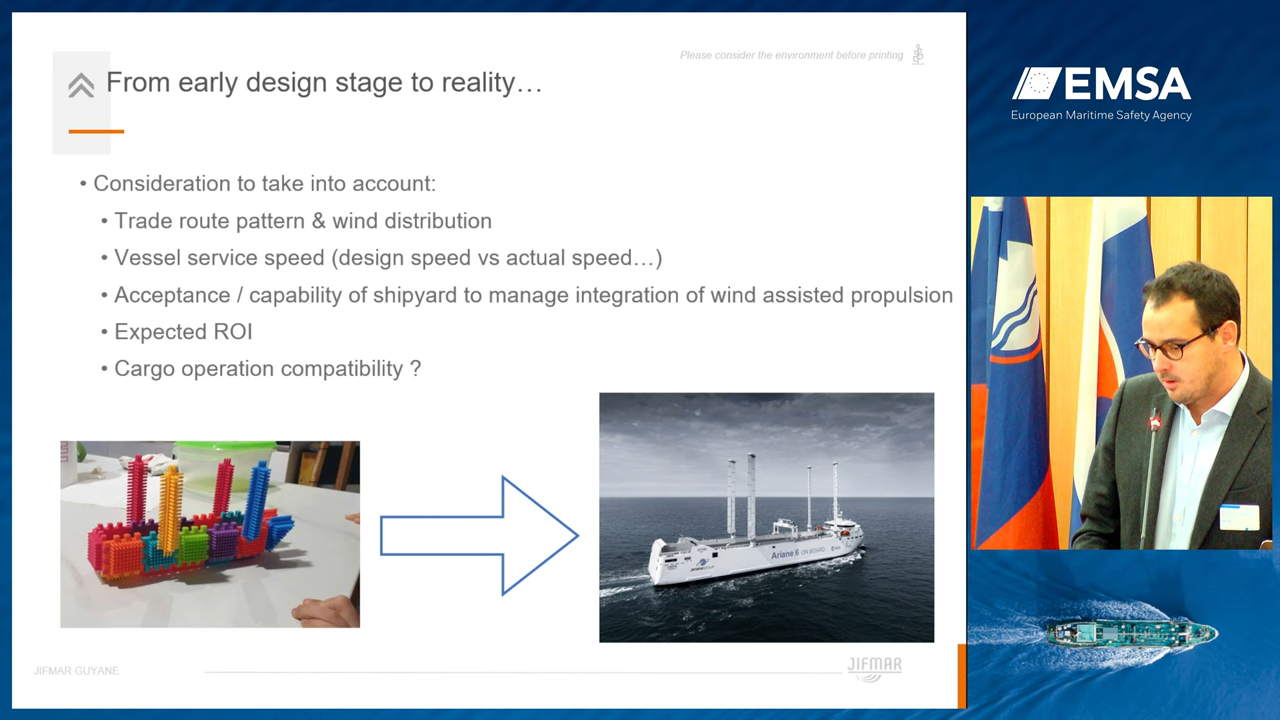 Please consider the environment before printing
From early design stage to reality…
• Consideration to take into account:
• Trade route pattern & wind distribution
• Vessel service speed (design speed vs actual speed…)
• Acceptance / capability of shipyard to manage integration of wind assisted propulsion
• Expected ROI
• Cargo operation compatibility ?
Ariane 6 ON BOARD
JIFMAR GUYANE
JIFMAR
EMSA
European Maritime Safety Agency